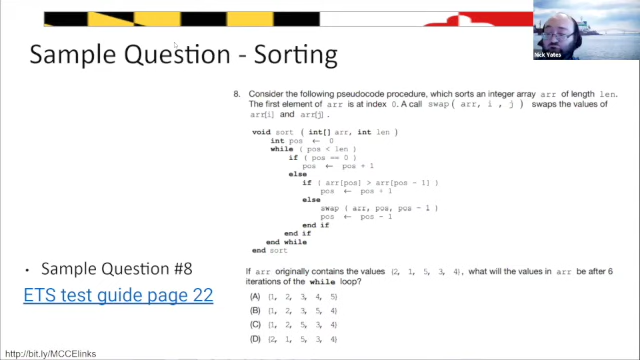 Sample Question - Sorting
Nick Yates
8. Consider the following pseudocode procedure, which sorts an integer array arr of length len.
The first element of arr is at index 0. A call swap( arr, i , j ) swaps the values of
arr[i] and arr[j].
void sort ( int[] arr, int len )
int pos ← 0
while ( pos < len )
if ( pos == 0 )
pos ← pos + 1
else
if ( arr[pos] > arr[pos - 1] )
pos ← pos + 1
else
swap ( arr, pos, pos - 1 )
pos ← pos - 1
end if
end if
end while
end sort
If arr originally contains the values {2, 1, 5, 3, 4}, what will the values in arr be after 6
iterations of the while loop?
(A) {1, 2, 3, 4, 5}
(B) {1, 2, 3, 5, 4}
(C) {1, 2, 5, 3, 4}
(D) {2, 1, 5, 3, 4}
• Sample Question #8
ETS test guide page 22
http://bit.ly/MCCElinks